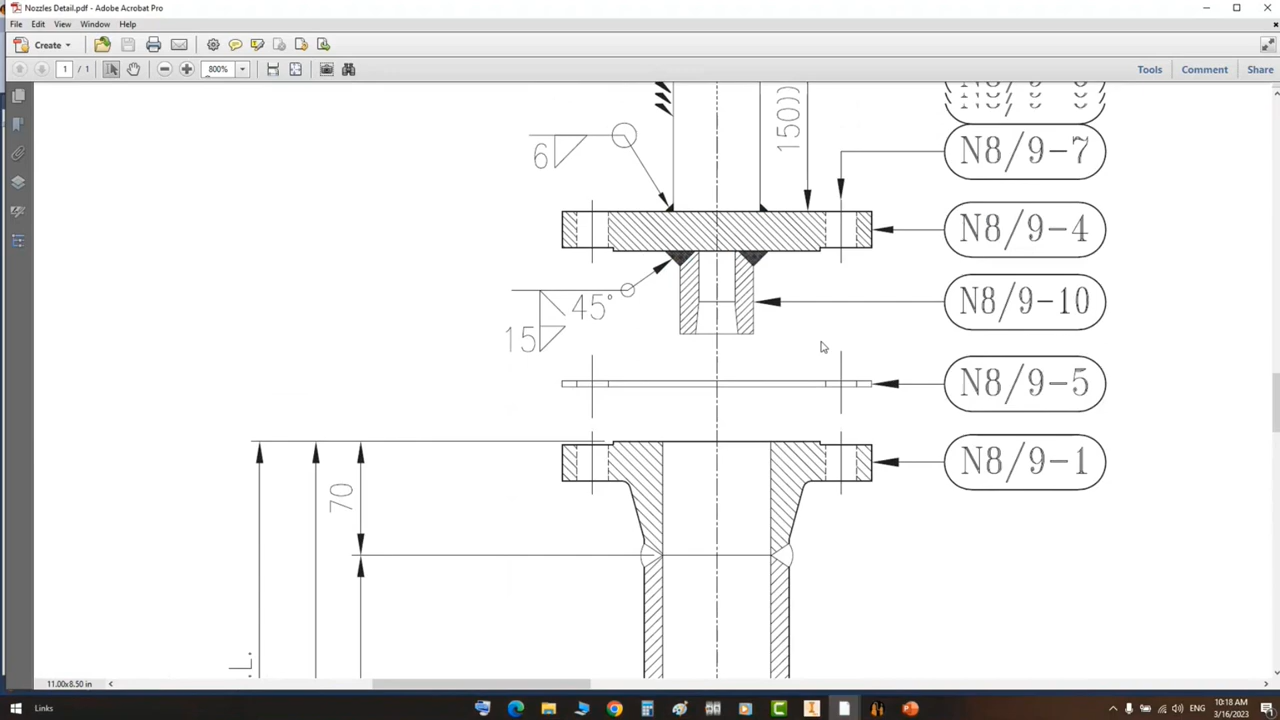 Nozzles Detail.pdf - Adobe Acrobat Pro
File Edit View Window Help
Create
1 / 1
800%
Tools Comment Share
150))
N8/9-7
6
N8/9-4
45°
15
N8/9-10
N8/9-5
70
N8/9-1
L.
11.00x8.50 in
Links
ENG
10:18 AM
3/16/2023